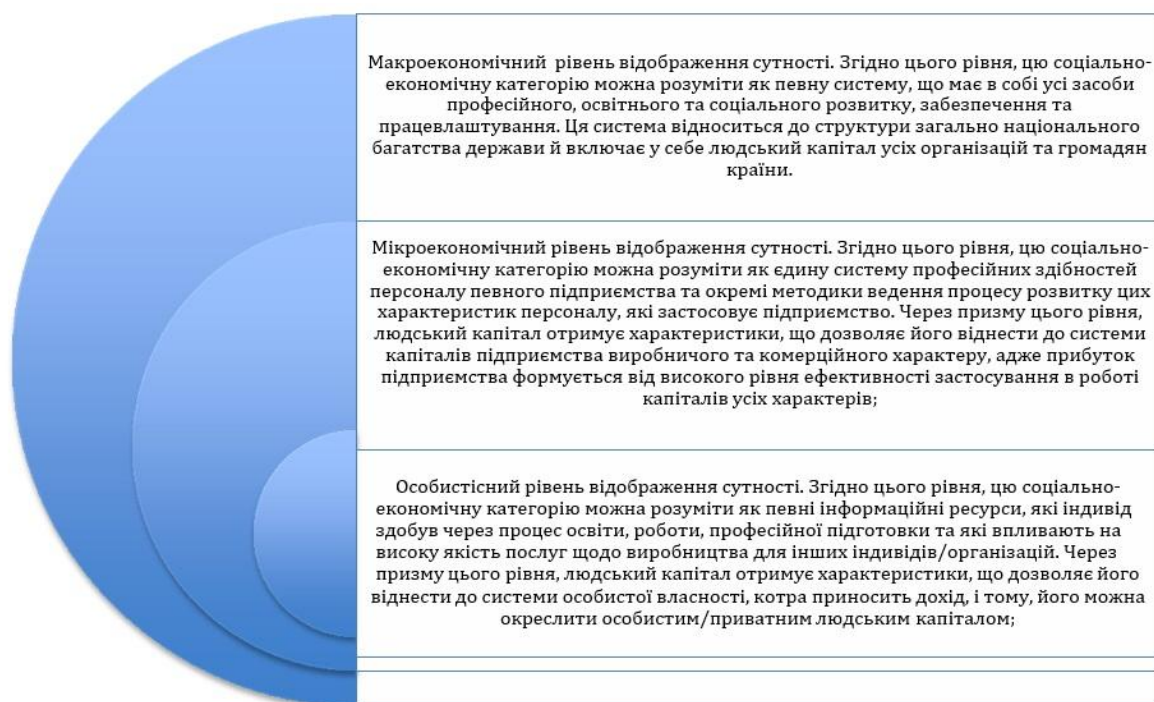 Макроекономічний рівень відображення сутності. Згідно цього рівня, цю соціально-
економічну категорію можна розуміти як певну систему, що має в собі усі засоби
професійного, освітнього та соціального розвитку, забезпечення та
працевлаштування. Ця система відноситься до структури загально національного
багатства держави й включає у себе людський капітал усіх організацій та громадян
країни.
Мікроекономічний рівень відображення сутності. Згідно цього рівня, цю соціально-
економічну категорію можна розуміти як єдину систему професійних здібностей
персоналу певного підприємства та окремі методики ведення процесу розвитку цих
характеристик персоналу, які застосовує підприємство. Через призму цього рівня,
людський капітал отримує характеристики, що дозволяє його віднести до системи
капіталів підприємства виробничого та комерційного характеру, адже прибуток
підприємства формується від високого рівня ефективності застосування в роботі
капіталів усіх характерів;
Особистісний рівень відображення сутності. Згідно цього рівня, цю соціально-
економічну категорію можна розуміти як певні інформаційні ресурси, які індивід
здобув через процес освіти, роботи, професійної підготовки та які впливають на
високу якість послуг щодо виробництва для інших індивідів/організацій. Через
призму цього рівня, людський капітал отримує характеристики, що дозволяє його
віднести до системи особистої власності, котра приносить дохід, і тому, його можна
окреслити особистим/приватним людським капіталом;